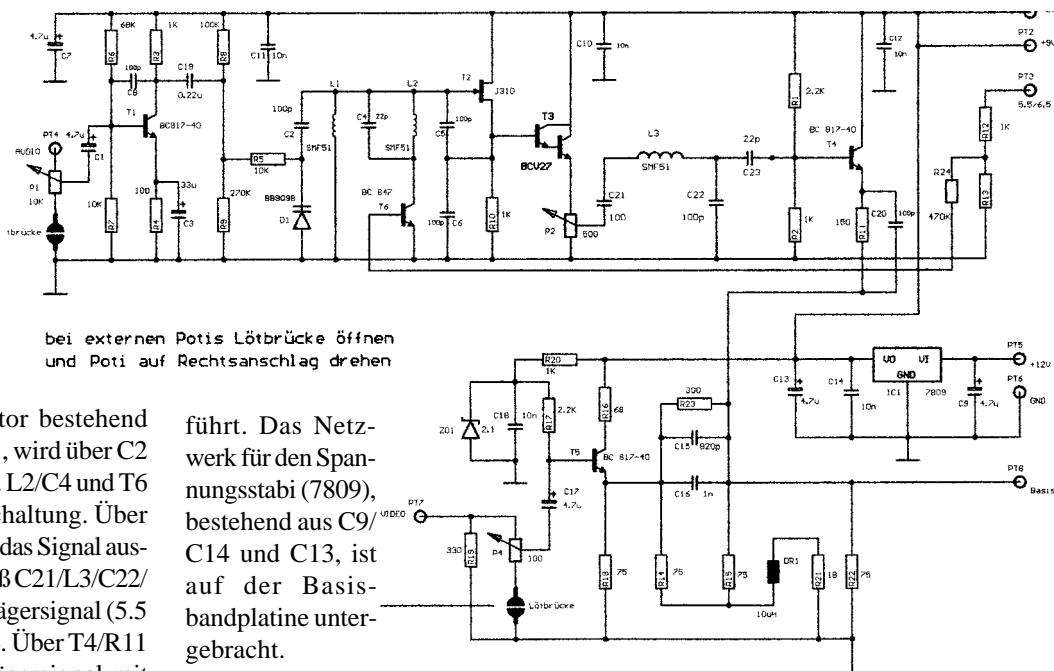 68K
1K
100K
4.7u
C7
R6
R3
R8
C11
10n
C10
10n
C12
10n
PT2
+9V
PT3
5.5/6.5
100p
C8
C19
0.22u
T1
BC817-40
PT4
4.7u
C1
AUDIO
P1
10K
10K
R7
100
R4
33u
C3
270K
R9
R5
10K
100p
C2
BB909B
D1
L1
SMF51
C4
22p
L2
SMF51
BC 847
T6
100p
C5
100p
C6
T2
J310
R10
1K
T3
BCV27
P2
500
C21
100
L3
SMF51
C22
100p
22p
C23
R1
2.2K
R2
1K
BC 817-40
T4
150
R11
C20
100p
R24
470K
R12
1K
R13
tbrücke
bei externen Potis Lötbrücke öffnen
und Poti auf Rechtsanschlag drehen
tor bestehend
, wird über C2
. L2/C4 und T6
chaltung. Über
das Signal aus-
ß C21/L3/C22/
ägersignal (5.5
. Über T4/R11
führt. Das Netz-
werk für den Span-
nungsstabi (7809),
bestehend aus C9/
C14 und C13, ist
auf der Basis-
bandplatine unter-
gebracht.
R20
1K
ZD1
2.1
C18
10n
2.2K
R17
R16
68
T5
BC 817-40
C17
4.7u
PT7
VIDEO
330
R19
P4
100
Lötbrücke
R18
75
390
R23
C15
820p
C16
1n
R14
75
R15
75
DR1
10uH
R21
18
R22
75
C13
4.7u
C14
10n
VO
VI
GND
IC1
7809
C9
4.7u
PT5
+12V
PT6
GND
PT8
Basis